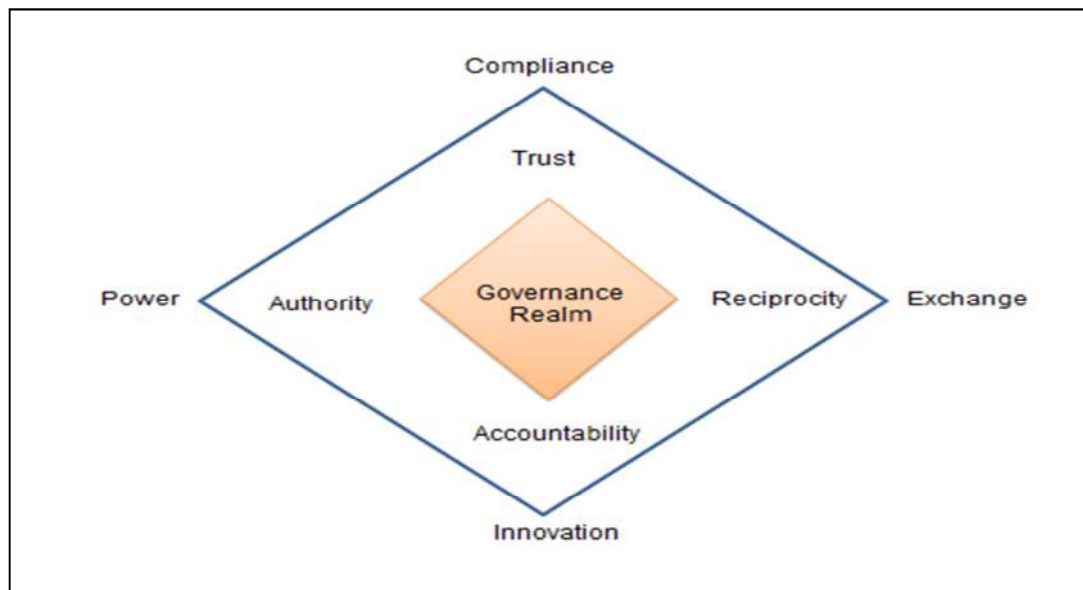 Compliance
Trust
Power
Authority
Governance
Realm
Reciprocity
Exchange
Accountability
Innovation